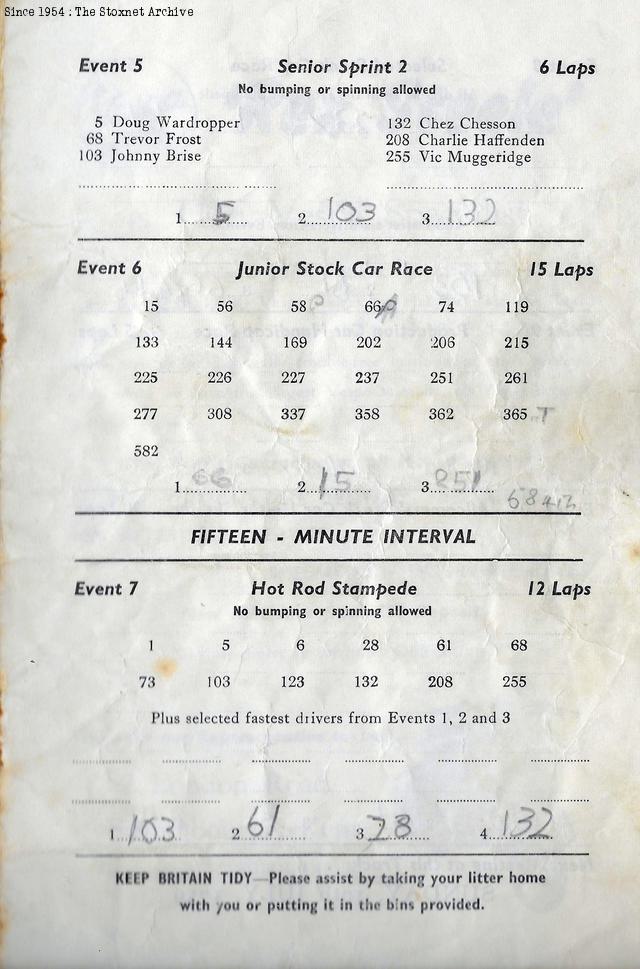 Since 1954 : The Stoxnet Archive
Event 5 Senior Sprint 2 6 Laps
No bumping or spinning allowed
5 Doug Wardropper 132 Chez Chesson
68 Trevor Frost 208 Charlie Haffenden
103 Johnny Brise 255 Vic Muggeridge
1 5 2 103 3 132
Event 6 Junior Stock Car Race 15 Laps
15 56 58 66 74 119
133 144 169 202 206 215
225 226 227 237 251 261
277 308 337 358 362 365 T
582
1 66 2 15 3 251
58 4th
FIFTEEN - MINUTE INTERVAL
Event 7 Hot Rod Stampede 12 Laps
No bumping or spinning allowed
1 5 6 28 61 68
73 103 123 132 208 255
Plus selected fastest drivers from Events 1, 2 and 3
1 103 2 61 3 28 4 132
KEEP BRITAIN TIDY—Please assist by taking your litter home
with you or putting it in the bins provided.